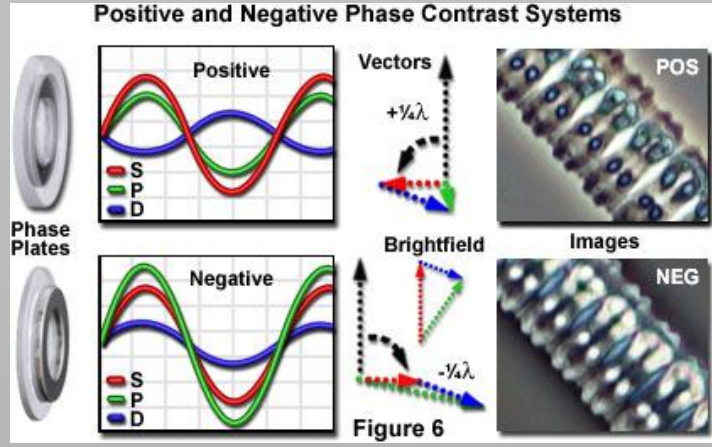 Positive and Negative Phase Contrast Systems
Positive
S
P
D
Vectors
+¼λ
POS
Phase
Plates
Negative
S
P
D
Brightfield
-¼λ
Images
NEG
Figure 6